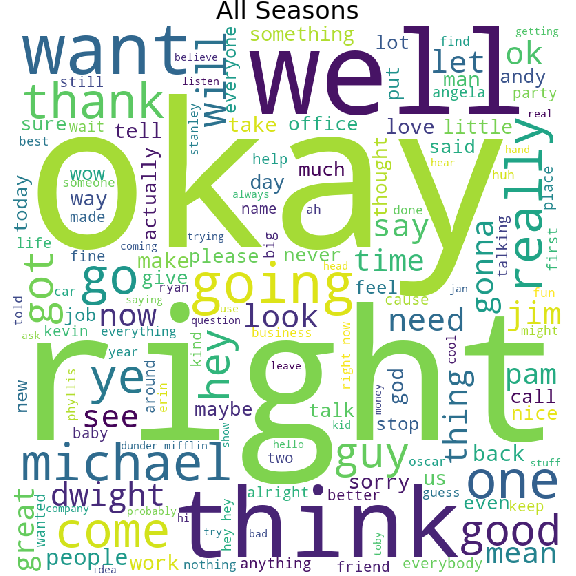 All Seasons
want
well
something
lot
find
getting
believe
everyone
let
ok
still
listen
put
man
andy
thank
will
angela
party
sure
wait
tell
stanley
take
office
love
little
real
best
okay
said
really
hand
wow
someone
actually
help
much
thought
hear
huh
place
today
way
day
say
made
always
name
ah
done
talking
first
life
trying
big
got
fine
coming
go
make
please
never
time
gonna
car
saying
give
going
head
feel
cause
jan
fun
told
job
now
ryan
use
look
need
jim
kevin
everything
question
business
might
ask
right
hey
kind
right now
cool
new
year
leave
god
thing
pam
phyllis
around
erin
ye
see
maybe
money
talk
stop
call
nice
baby
show
hello
kid
dunder mifflin
two
guy
oscar
back
michael
us
stuff
one
dwight
alright
better
sorry
guess
even
keep
great
wanted
company
probably
hi
try
hey hey
bad
think
toby
good
come
people
work
nothing
anything
friend
everybody
mean
idea